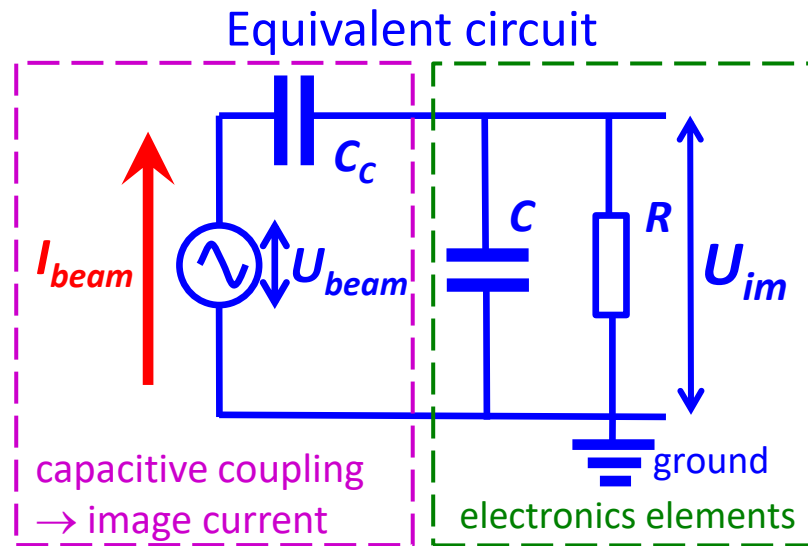 Equivalent circuit
C_C
C
R
I_beam
U_beam
U_im
capacitive coupling
→ image current
ground
electronics elements